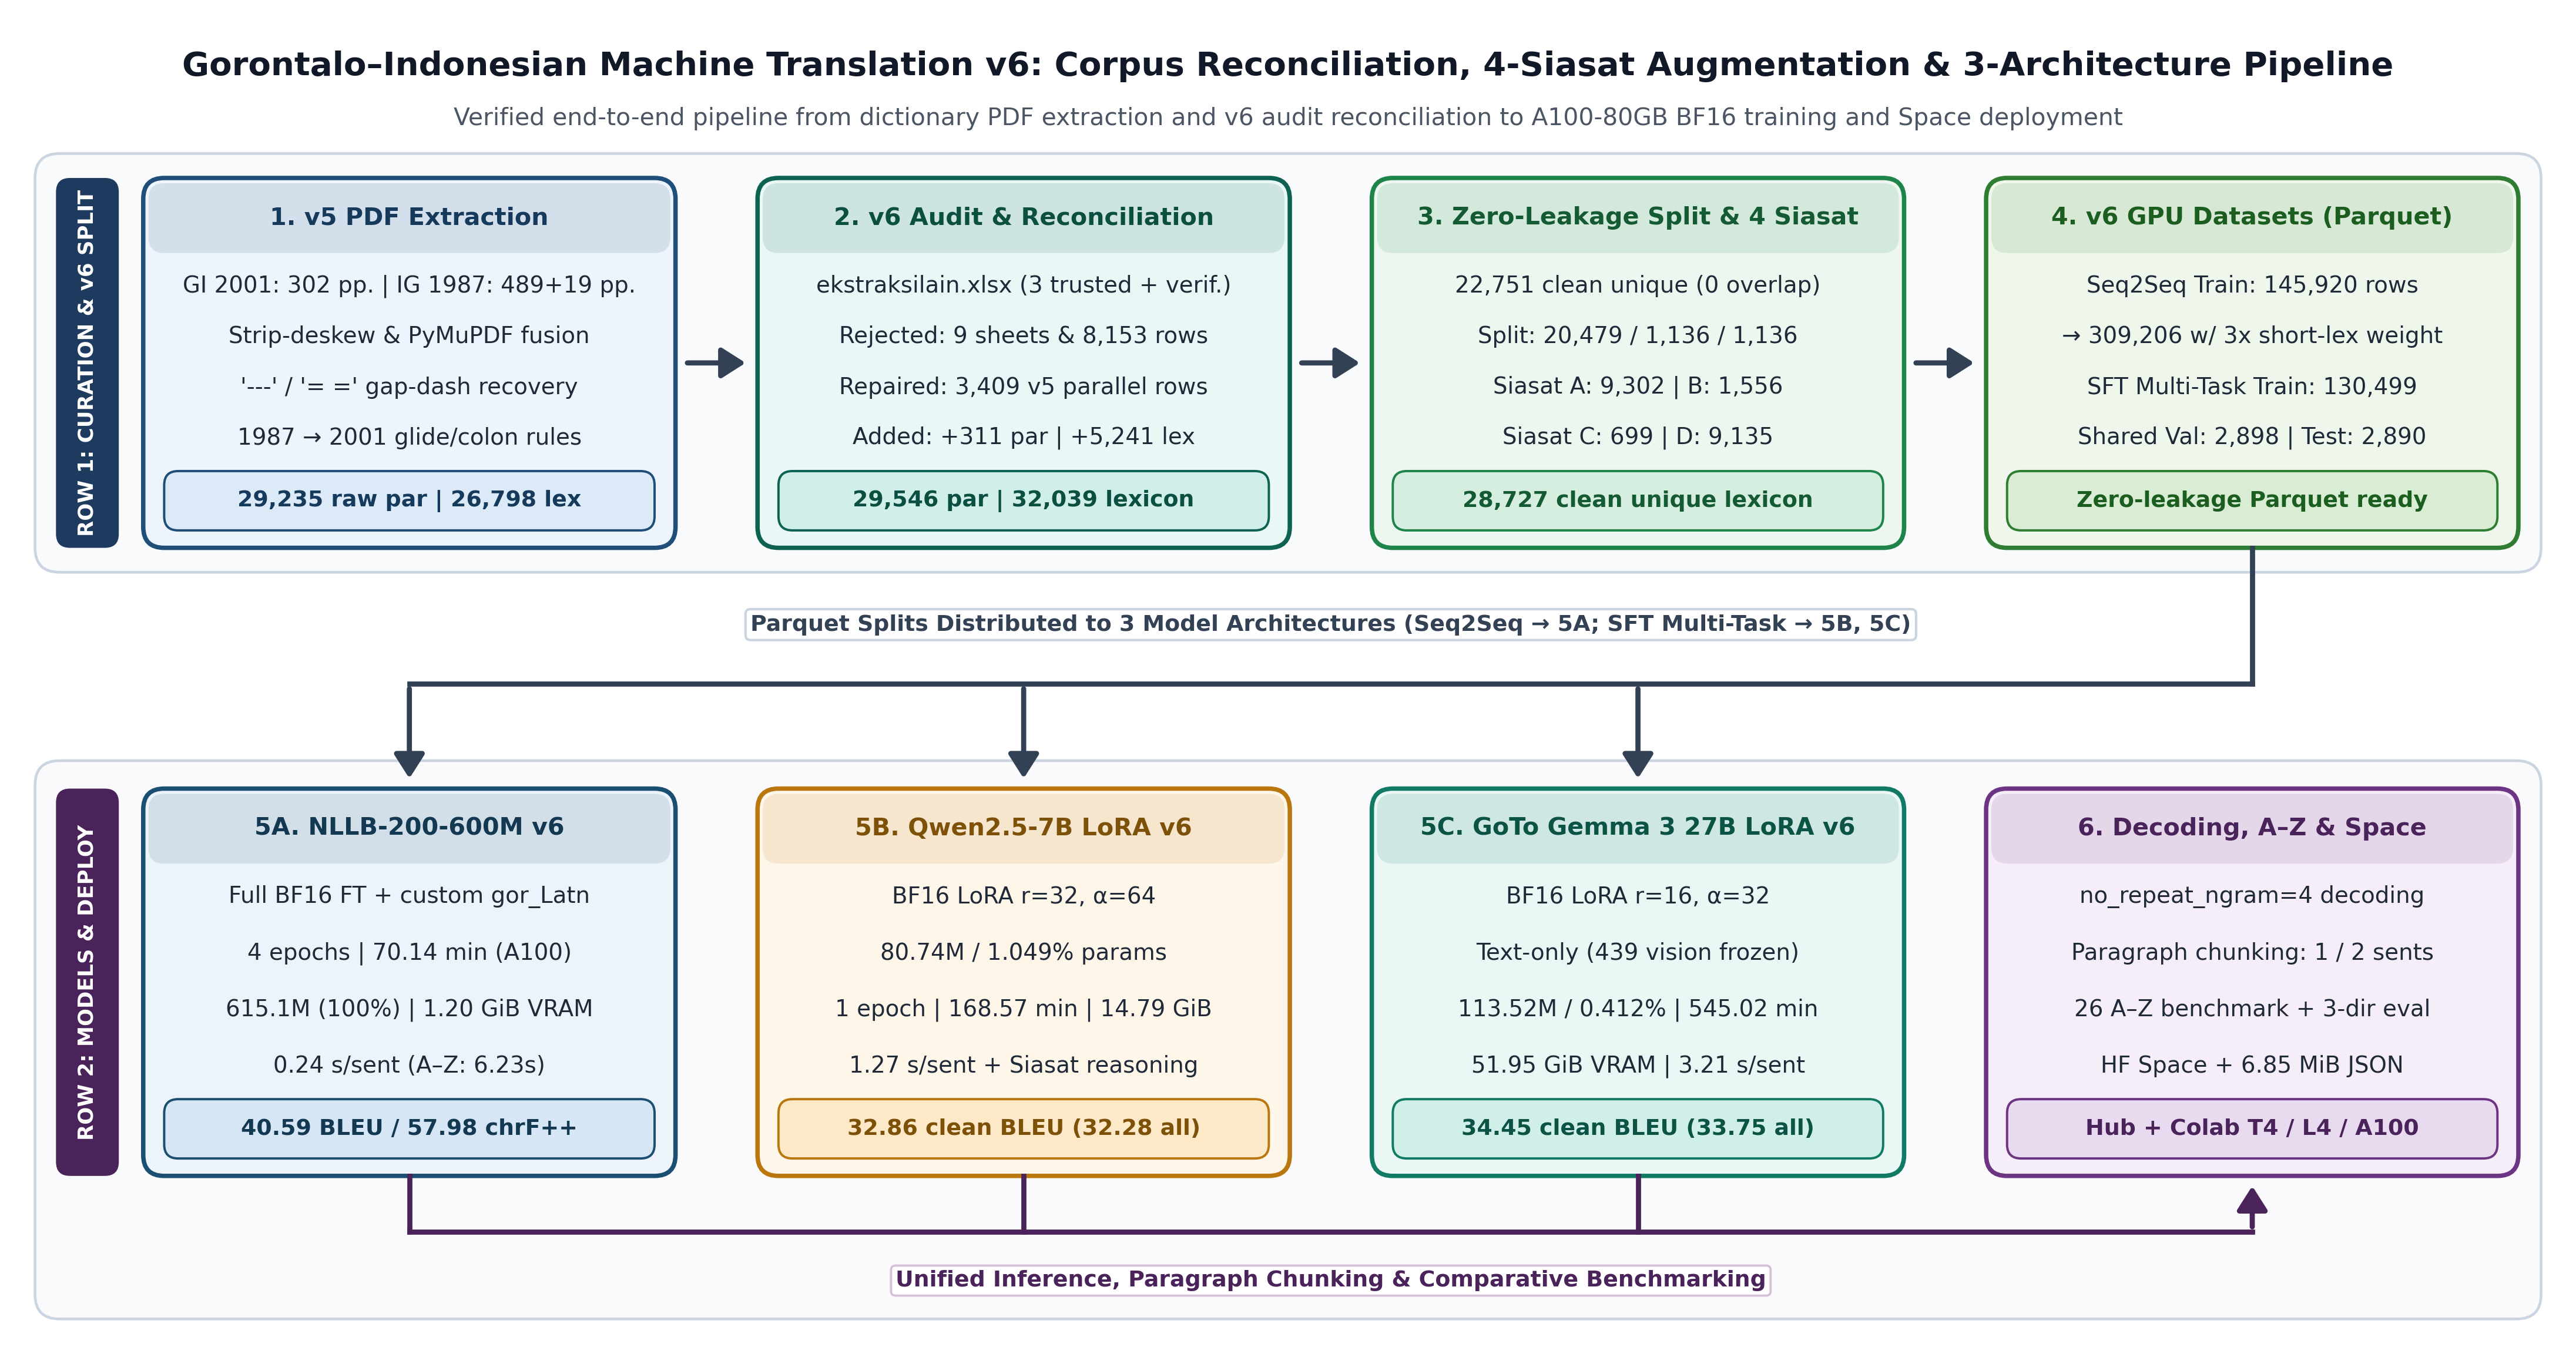 Gorontalo–Indonesian Machine Translation v6: Corpus Reconciliation, 4-Siasat Augmentation & 3-Architecture Pipeline
Verified end-to-end pipeline from dictionary PDF extraction and v6 audit reconciliation to A100-80GB BF16 training and Space deployment
ROW 1: CURATION & v6 SPLIT
1. v5 PDF Extraction
GI 2001: 302 pp. | IG 1987: 489+19 pp.
Strip-deskew & PyMuPDF fusion
'---' / '= =' gap-dash recovery
1987 → 2001 glide/colon rules
29,235 raw par | 26,798 lex
2. v6 Audit & Reconciliation
ekstraksilain.xlsx (3 trusted + verif.)
Rejected: 9 sheets & 8,153 rows
Repaired: 3,409 v5 parallel rows
Added: +311 par | +5,241 lex
29,546 par | 32,039 lexicon
3. Zero-Leakage Split & 4 Siasat
22,751 clean unique (0 overlap)
Split: 20,479 / 1,136 / 1,136
Siasat A: 9,302 | B: 1,556
Siasat C: 699 | D: 9,135
28,727 clean unique lexicon
4. v6 GPU Datasets (Parquet)
Seq2Seq Train: 145,920 rows
→ 309,206 w/ 3x short-lex weight
SFT Multi-Task Train: 130,499
Shared Val: 2,898 | Test: 2,890
Zero-leakage Parquet ready
Parquet Splits Distributed to 3 Model Architectures (Seq2Seq → 5A; SFT Multi-Task → 5B, 5C)
ROW 2: MODELS & DEPLOY
5A. NLLB-200-600M v6
Full BF16 FT + custom gor_Latn
4 epochs | 70.14 min (A100)
615.1M (100%) | 1.20 GiB VRAM
0.24 s/sent (A–Z: 6.23s)
40.59 BLEU / 57.98 chrF++
5B. Qwen2.5-7B LoRA v6
BF16 LoRA r=32, α=64
80.74M / 1.049% params
1 epoch | 168.57 min | 14.79 GiB
1.27 s/sent + Siasat reasoning
32.86 clean BLEU (32.28 all)
5C. GoTo Gemma 3 27B LoRA v6
BF16 LoRA r=16, α=32
Text-only (439 vision frozen)
113.52M / 0.412% | 545.02 min
51.95 GiB VRAM | 3.21 s/sent
34.45 clean BLEU (33.75 all)
6. Decoding, A–Z & Space
no_repeat_ngram=4 decoding
Paragraph chunking: 1 / 2 sents
26 A–Z benchmark + 3-dir eval
HF Space + 6.85 MiB JSON
Hub + Colab T4 / L4 / A100
Unified Inference, Paragraph Chunking & Comparative Benchmarking